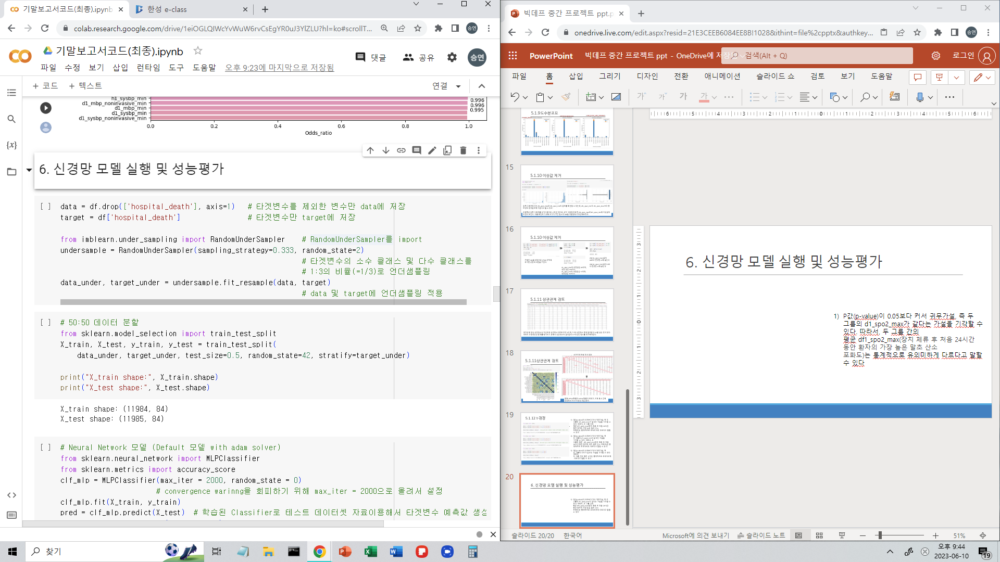 기말보고서코드(최종).ipynb
한성 e-class
colab.research.google.com/drive/1eiOGLQIWcYvWuW6rvCsEgYR0uJ3YlZLU?hl=ko#scrollT...
승연
기말보고서코드(최종).ipynb
댓글
공유
승연
파일 수정 보기 삽입 런타임 도구 도움말 오후 9:23에 마지막으로 저장됨
+ 코드 + 텍스트
연결
h1_sysbp_min
d1_mbp_noninvasive_min
d1_mbp_min
d1_sysbp_min
d1_sysbp_noninvasive_min
0.996
0.996
0.995
0.0 0.2 0.4 0.6 0.8 1.0
Odds_ratio
6. 신경망 모델 실행 및 성능평가
[ ] data = df.drop(['hospital_death'], axis=1) # 타겟변수를 제외한 변수만 data에 저장
target = df['hospital_death'] # 타겟변수만 target에 저장
from imblearn.under_sampling import RandomUnderSampler # RandomUnderSampler를 import
undersample = RandomUnderSampler(sampling_strategy=0.333, random_state=2)
# 타겟변수의 소수 클래스 및 다수 클래스를
# 1:3의 비율(=1/3)로 언더샘플링
data_under, target_under = undersample.fit_resample(data, target)
# data 및 target에 언더샘플링 적용
[ ] # 50:50 데이터 분할
from sklearn.model_selection import train_test_split
X_train, X_test, y_train, y_test = train_test_split(
data_under, target_under, test_size=0.5, random_state=42, stratify=target_under)
print("X_train shape:", X_train.shape)
print("X_test shape:", X_test.shape)
X_train shape: (11984, 84)
X_test shape: (11985, 84)
[ ] # Neural Network 모델 (Default 모델 with adam solver)
from sklearn.neural_network import MLPClassifier
from sklearn.metrics import accuracy_score
clf_mlp = MLPClassifier(max_iter = 2000, random_state = 0)
# convergence warinng을 회피하기 위해 max_iter = 2000으로 올려서 설정
clf_mlp.fit(X_train, y_train)
pred = clf_mlp.predict(X_test) # 학습된 Classifier로 테스트 데이터셋 자료이용해서 타겟변수 예측값 생성
빅데프 중간 프로젝트 ppt.p
onedrive.live.com/edit.aspx?resid=21E3CEEB6084EE8B!1028&ithint=file%2cpptx&authkey...
승연
PowerPoint 빅데프 중간 프로젝트 ppt - OneDrive에 저장
검색(Alt + Q)
로그인
파일 홈 삽입 그리기 디자인 전환 애니메이션 슬라이드 쇼 검토 보기 도움말
가 가 가 가
6 5 4 3 2 1 0 1 2 3 4 5 6
5.1.9도수분포모
15
5.1.10 이상값 제거
16
5.1.10 이상값 제거
17
5.1.11 상관관계 검토
18
5.1.11상관관계 검토
19
5.1.12 t-검정
20
6. 신경망 모델 실행 및 성능평가
3 2 1 0 1 2 3
6. 신경망 모델 실행 및 성능평가
1) P값(p-value)이 0.05보다 커서 귀무가설, 즉 두
그룹의 d1_spo2_max가 같다는 가설을 기각할 수
있다. 따라서, 두 그룹 간의
평균 df1_spo2_max(장치 체류 후 처음 24시간
동안 환자의 가장 높은 말초 산소
포화도)는 통계적으로 유의미하게 다르다고 말할
수 있다
슬라이드 20/20 한국어
Microsoft에 의견 보내기 슬라이드 노트
51%
찾기
오후 9:44
2023-06-10
19